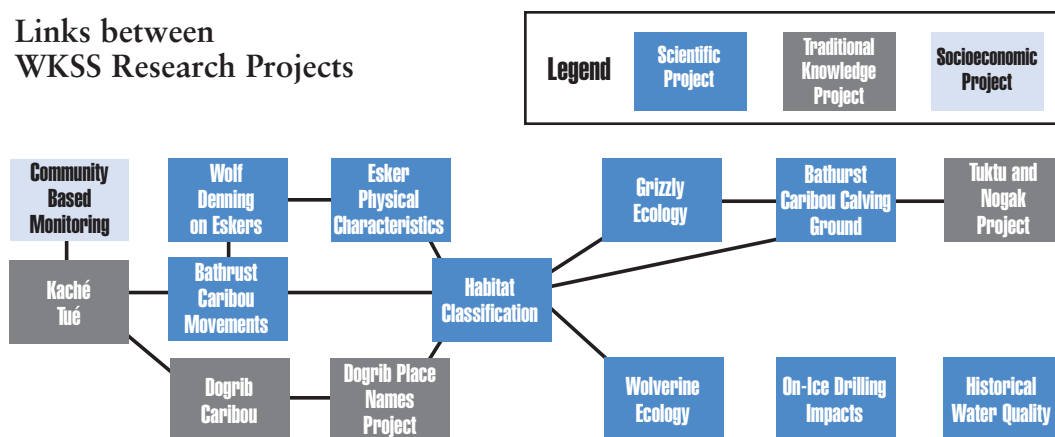 Links between
WKSS Research Projects
Legend
Scientific
Project
Traditional
Knowledge
Project
Socioeconomic
Project
Community
Based
Monitoring
Wolf
Denning
on Eskers
Esker
Physical
Characteristics
Grizzly
Ecology
Bathurst
Caribou Calving
Ground
Tuktu and
Nogak
Project
Kaché
Tué
Bathrust
Caribou
Movements
Habitat
Classification
Dogrib
Caribou
Dogrib Place
Names
Project
Wolverine
Ecology
On-Ice Drilling
Impacts
Historical
Water Quality